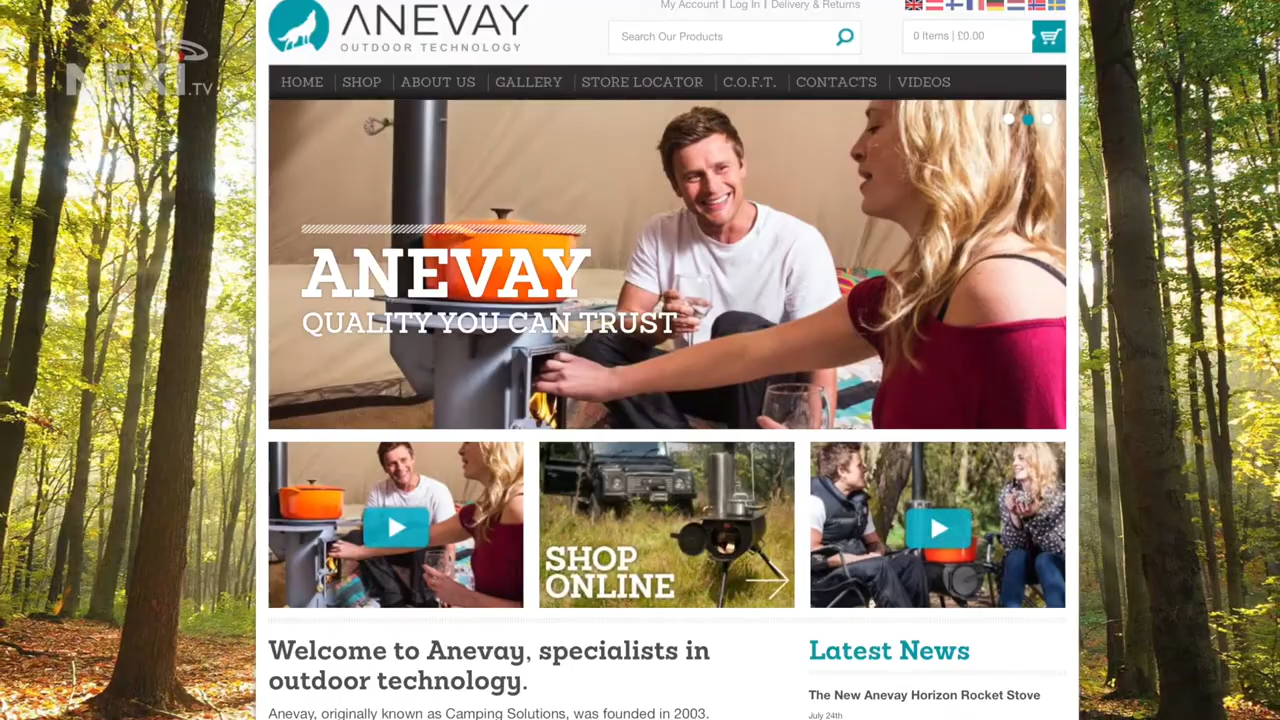 My Account | Log In | Delivery & Returns
ANEVAY
OUTDOOR TECHNOLOGY
Search Our Products
0 Items | £0.00
NEXI.TV
HOME
SHOP
ABOUT US
GALLERY
STORE LOCATOR
C.O.F.T.
CONTACTS
VIDEOS
ANEVAY
QUALITY YOU CAN TRUST
SHOP
ONLINE
Welcome to Anevay, specialists in
outdoor technology.
Anevay, originally known as Camping Solutions, was founded in 2003.
Latest News
The New Anevay Horizon Rocket Stove
July 24th